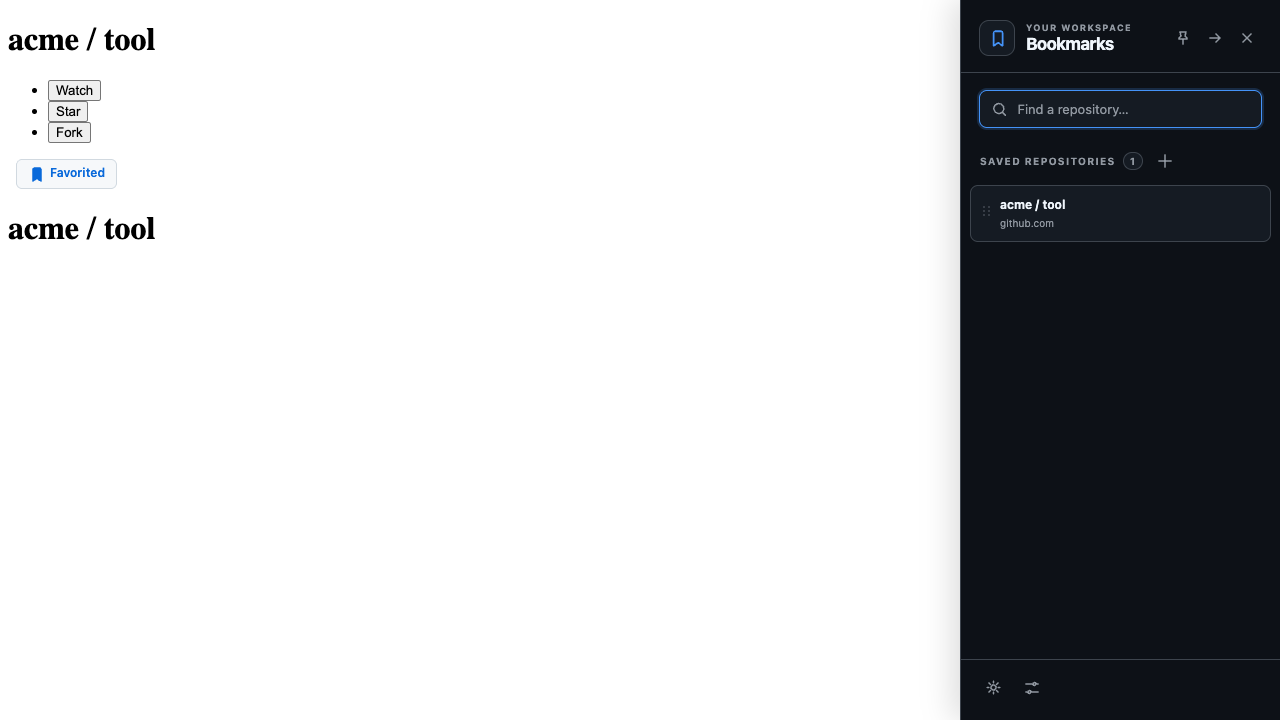 acme / tool
Watch
Star
Fork
Favorited
acme / tool
YOUR WORKSPACE
Bookmarks
Find a repository...
SAVED REPOSITORIES 1
acme / tool
github.com